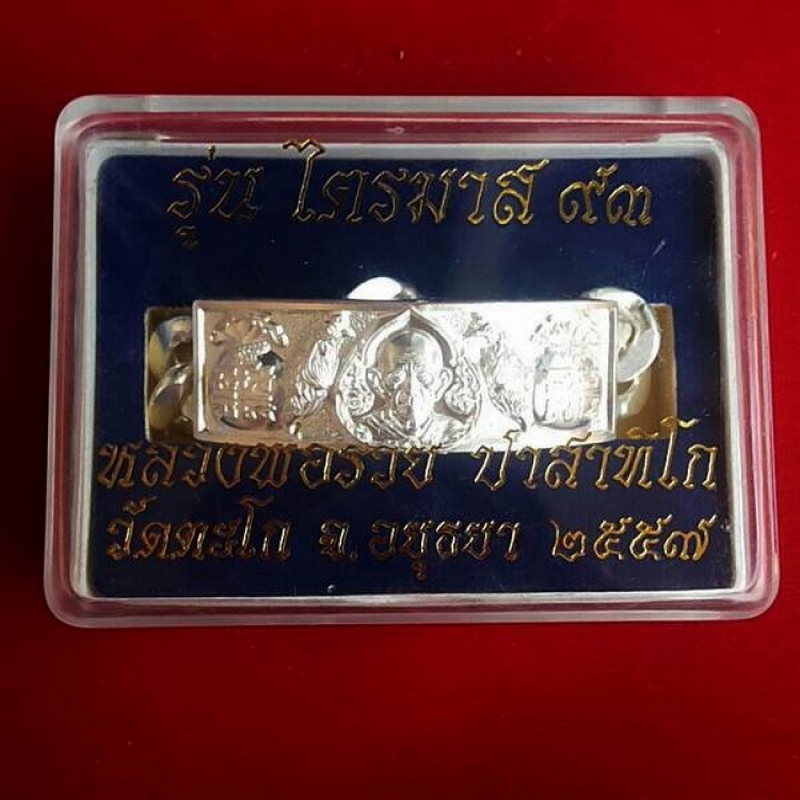 รุ่น ไตรมาส ๙๓
หลวงพ่อรวย ปาสาทิโก
วัดตะโก จ.อยุธยา ๒๕๕๗